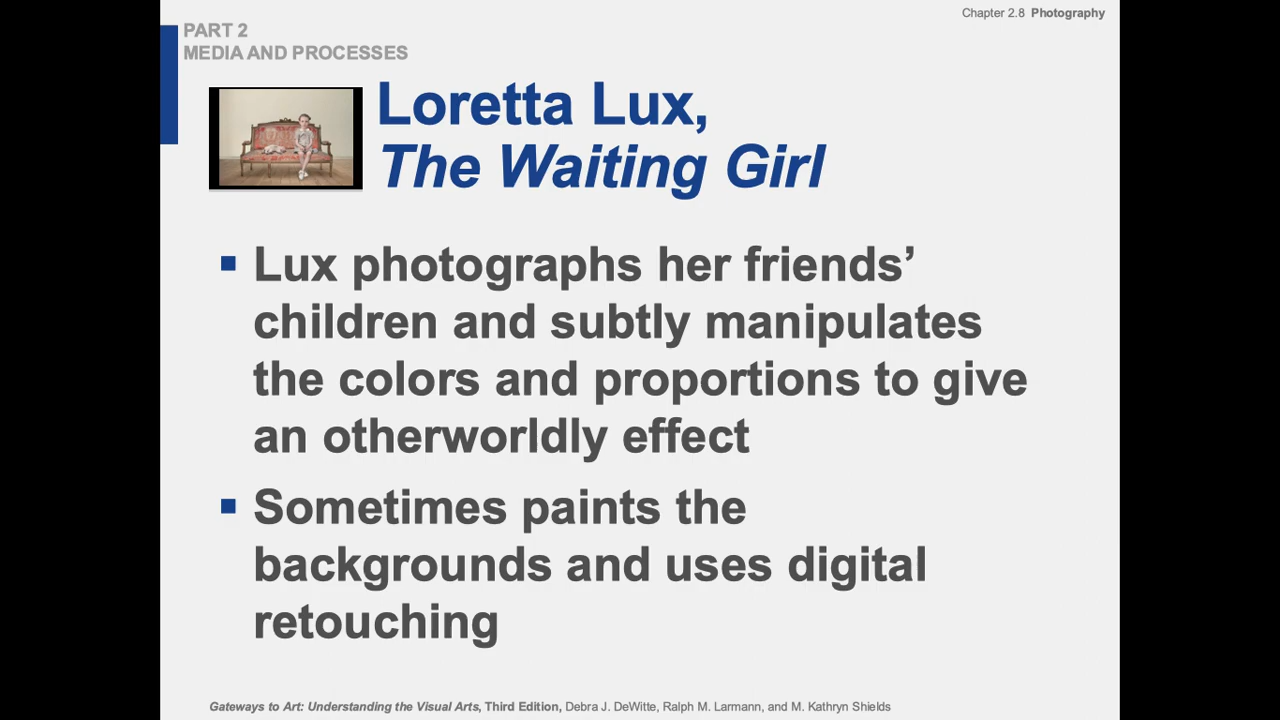 Chapter 2.8 Photography
PART 2
MEDIA AND PROCESSES
Loretta Lux,
The Waiting Girl
Lux photographs her friends’
children and subtly manipulates
the colors and proportions to give
an otherworldly effect
Sometimes paints the
backgrounds and uses digital
retouching
Gateways to Art: Understanding the Visual Arts, Third Edition, Debra J. DeWitte, Ralph M. Larmann, and M. Kathryn Shields